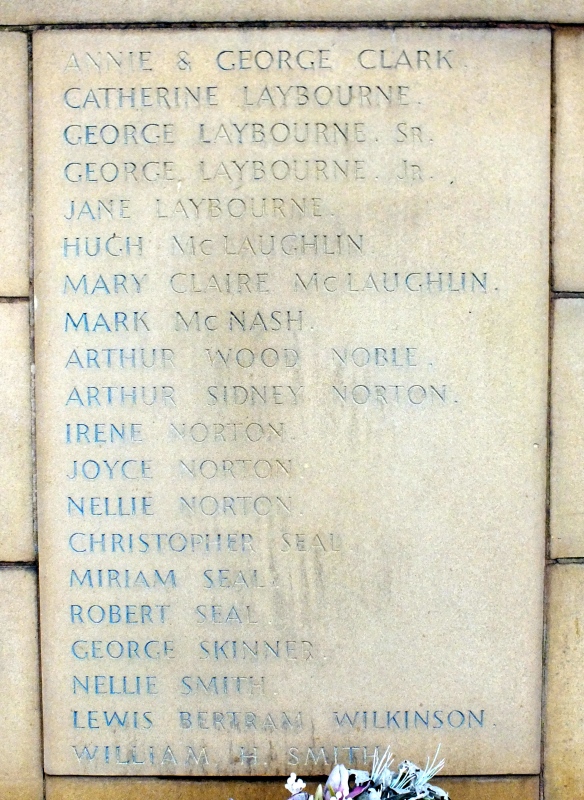 ANNIE & GEORGE CLARK.
CATHERINE LAYBOURNE.
GEORGE LAYBOURNE. SR.
GEORGE LAYBOURNE. JR.
JANE LAYBOURNE.
HUGH McLAUGHLIN.
MARY CLAIRE McLAUGHLIN.
MARK McNASH.
ARTHUR WOOD NOBLE.
ARTHUR SIDNEY NORTON.
IRENE NORTON.
JOYCE NORTON.
NELLIE NORTON.
CHRISTOPHER SEAL.
MIRIAM SEAL.
ROBERT SEAL.
GEORGE SKINNER.
NELLIE SMITH.
LEWIS BERTRAM WILKINSON.
WILLIAM H. SMITH.